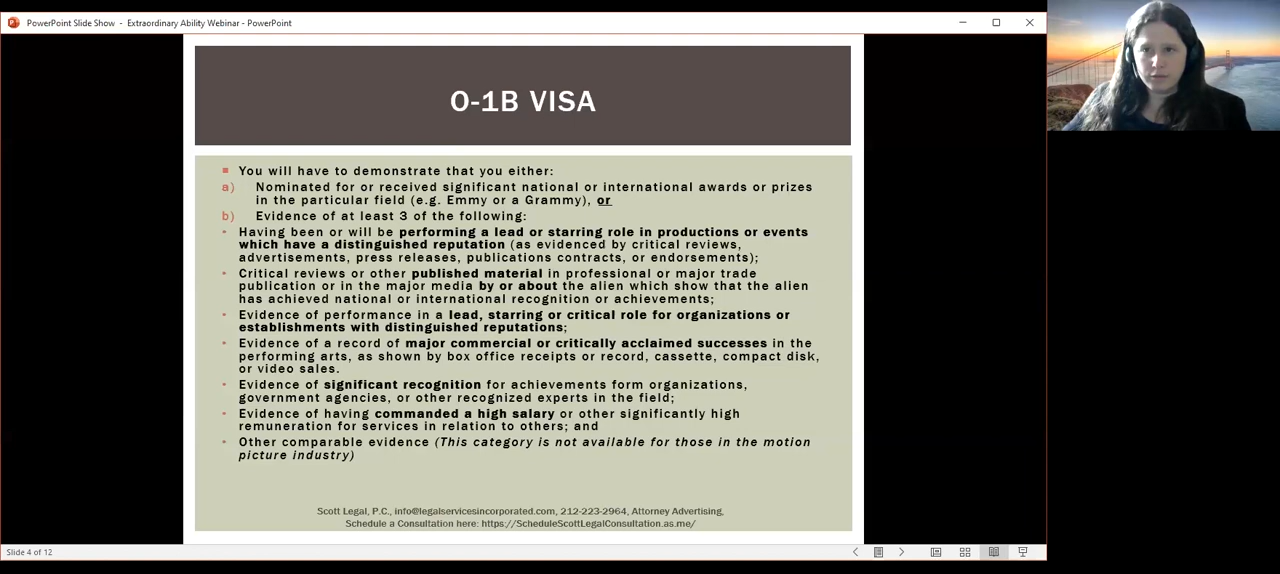 PowerPoint Slide Show - Extraordinary Ability Webinar - PowerPoint
O-1B VISA
▪ You will have to demonstrate that you either:
a) Nominated for or received significant national or international awards or prizes
in the particular field (e.g. Emmy or a Grammy), or
b) Evidence of at least 3 of the following:
• Having been or will be performing a lead or starring role in productions or events
which have a distinguished reputation (as evidenced by critical reviews,
advertisements, press releases, publications contracts, or endorsements);
• Critical reviews or other published material in professional or major trade
publication or in the major media by or about the alien which show that the alien
has achieved national or international recognition or achievements;
• Evidence of performance in a lead, starring or critical role for organizations or
establishments with distinguished reputations;
• Evidence of a record of major commercial or critically acclaimed successes in the
performing arts, as shown by box office receipts or record, cassette, compact disk,
or video sales.
• Evidence of significant recognition for achievements form organizations,
government agencies, or other recognized experts in the field;
• Evidence of having commanded a high salary or other significantly high
remuneration for services in relation to others; and
• Other comparable evidence (This category is not available for those in the motion
picture industry)
Scott Legal, P.C., info@legalservicesincorporated.com, 212-223-2964, Attorney Advertising,
Schedule a Consultation here: https://ScheduleScottLegalConsultation.as.me/
Slide 4 of 12